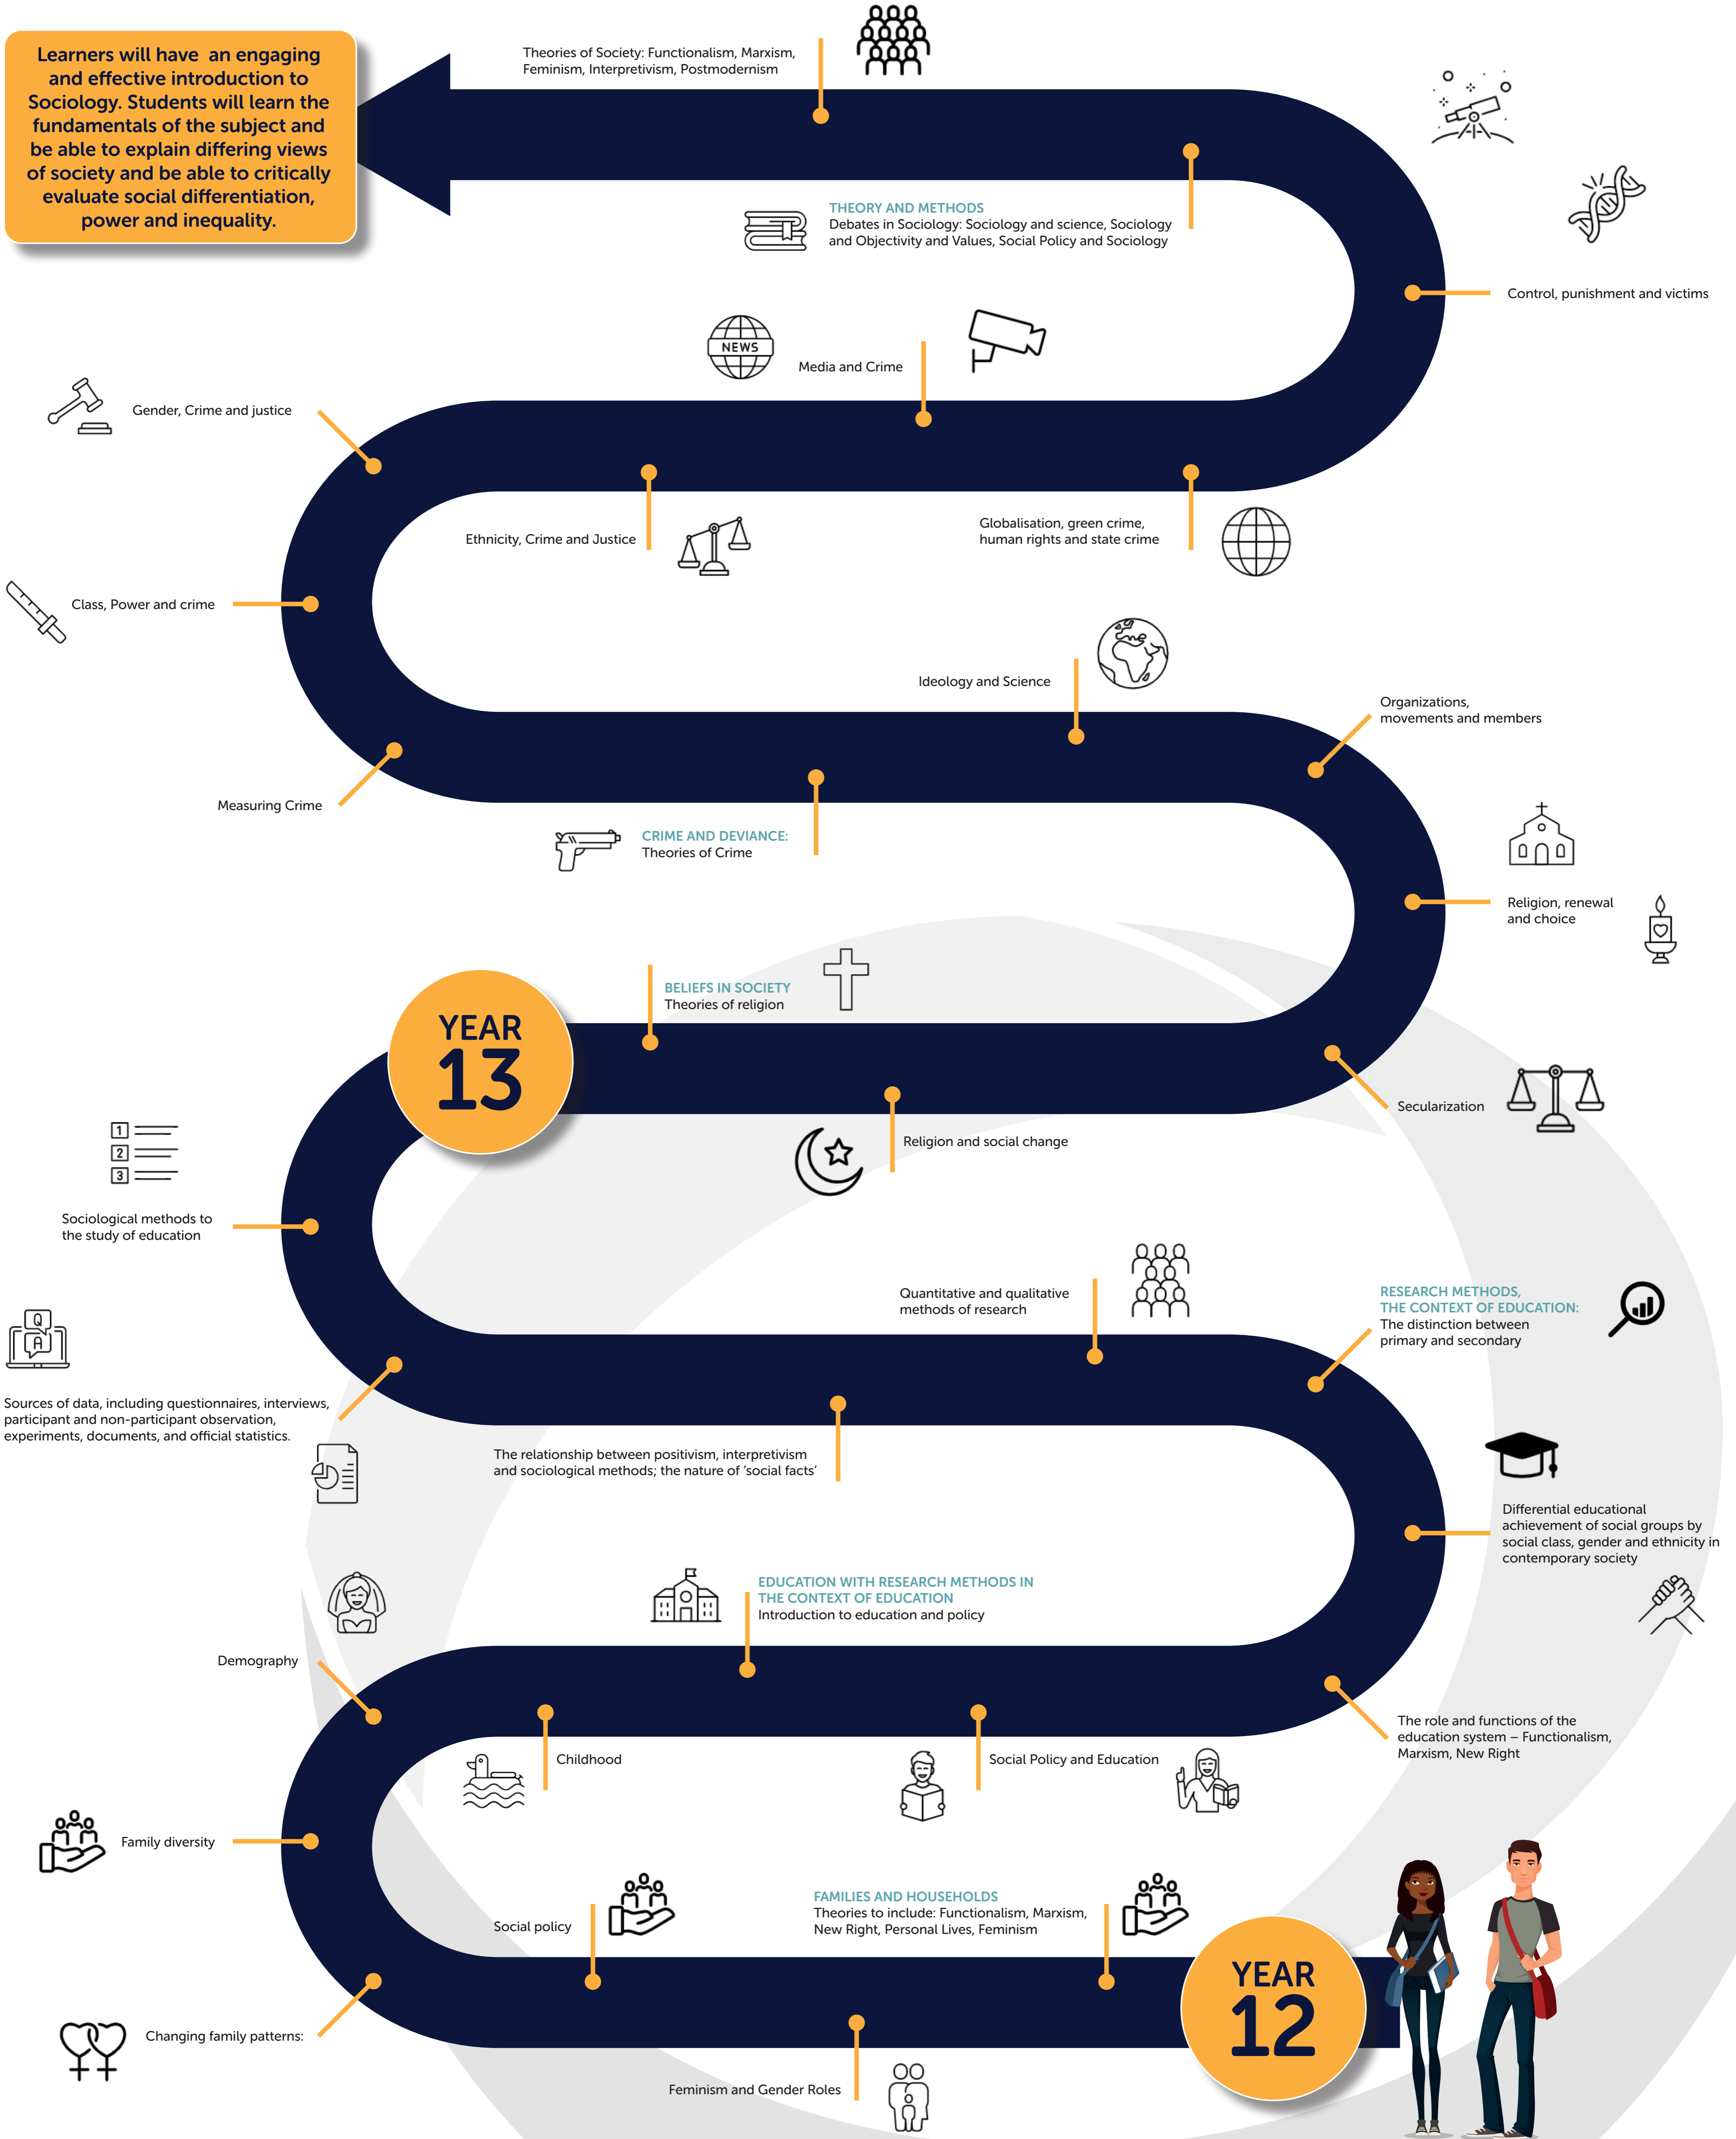 Learners will have  an engaging
and effective introduction to
Sociology. Students will learn the
fundamentals of the subject and
be able to explain differing views
of society and be able to critically
evaluate social differentiation,
power and inequality.
Theories of Society: Functionalism, Marxism,
Feminism, Interpretivism, Postmodernism
THEORY AND METHODS
Debates in Sociology: Sociology and science, Sociology
and Objectivity and Values, Social Policy and Sociology
Control, punishment and victims
NEWS
Media and Crime
Gender, Crime and justice
Ethnicity, Crime and Justice
Globalisation, green crime,
human rights and state crime
Class, Power and crime
Ideology and Science
Organizations,
movements and members
Measuring Crime
CRIME AND DEVIANCE:
Theories of Crime
Religion, renewal
and choice
BELIEFS IN SOCIETY
Theories of religion
YEAR
13
Secularization
Religion and social change
1
2
3
Sociological methods to
the study of education
Quantitative and qualitative
methods of research
RESEARCH METHODS,
THE CONTEXT OF EDUCATION:
The distinction between
primary and secondary
Q
A
Sources of data, including questionnaires, interviews,
participant and non-participant observation,
experiments, documents, and official statistics.
The relationship between positivism, interpretivism
and sociological methods; the nature of ‘social facts’
Differential educational
achievement of social groups by
social class, gender and ethnicity in
contemporary society
EDUCATION WITH RESEARCH METHODS IN
THE CONTEXT OF EDUCATION
Introduction to education and policy
Demography
The role and functions of the
education system – Functionalism,
Marxism, New Right
Childhood
Social Policy and Education
Family diversity
Social policy
FAMILIES AND HOUSEHOLDS
Theories to include: Functionalism, Marxism,
New Right, Personal Lives, Feminism
YEAR
12
Changing family patterns:
Feminism and Gender Roles